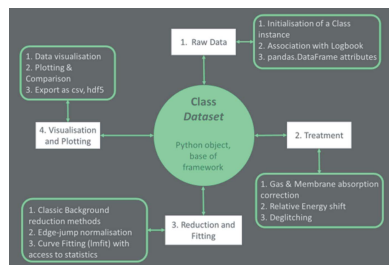 1. Raw Data
1. Initialisation of a Class
instance
2. Association with Logbook
3. pandas.DataFrame attributes
1. Data visualisation
2. Plotting &
Comparison
3. Export as csv, hdf5
Class
Dataset
Python object,
base of
framework
4. Visualisation
and Plotting
2. Treatment
1. Gas & Membrane absorption
correction
2. Relative Energy shift
3. Deglitching
3. Reduction and
Fitting
1. Classic Background
reduction methods
2. Edge-jump normalisation
3. Curve Fitting (lmfit) with
access to statistics